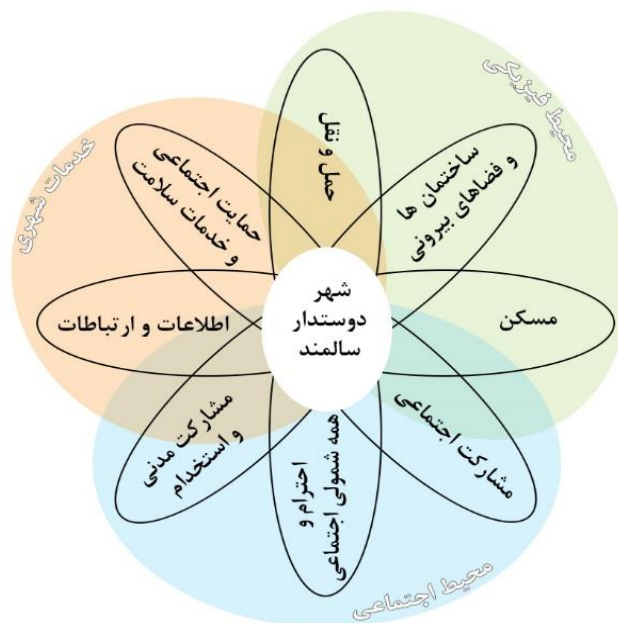 محیط فیزیکی
خدمات شهری
محیط اجتماعی
حمل و نقل
ساختمان ها
و فضاهای بیرونی
مسکن
مشارکت اجتماعی
احترام و
همه شمولی اجتماعی
مشارکت مدنی
و استخدام
اطلاعات و ارتباطات
حمایت اجتماعی
و خدمات سلامت
شهر
دوستدار
سالمند